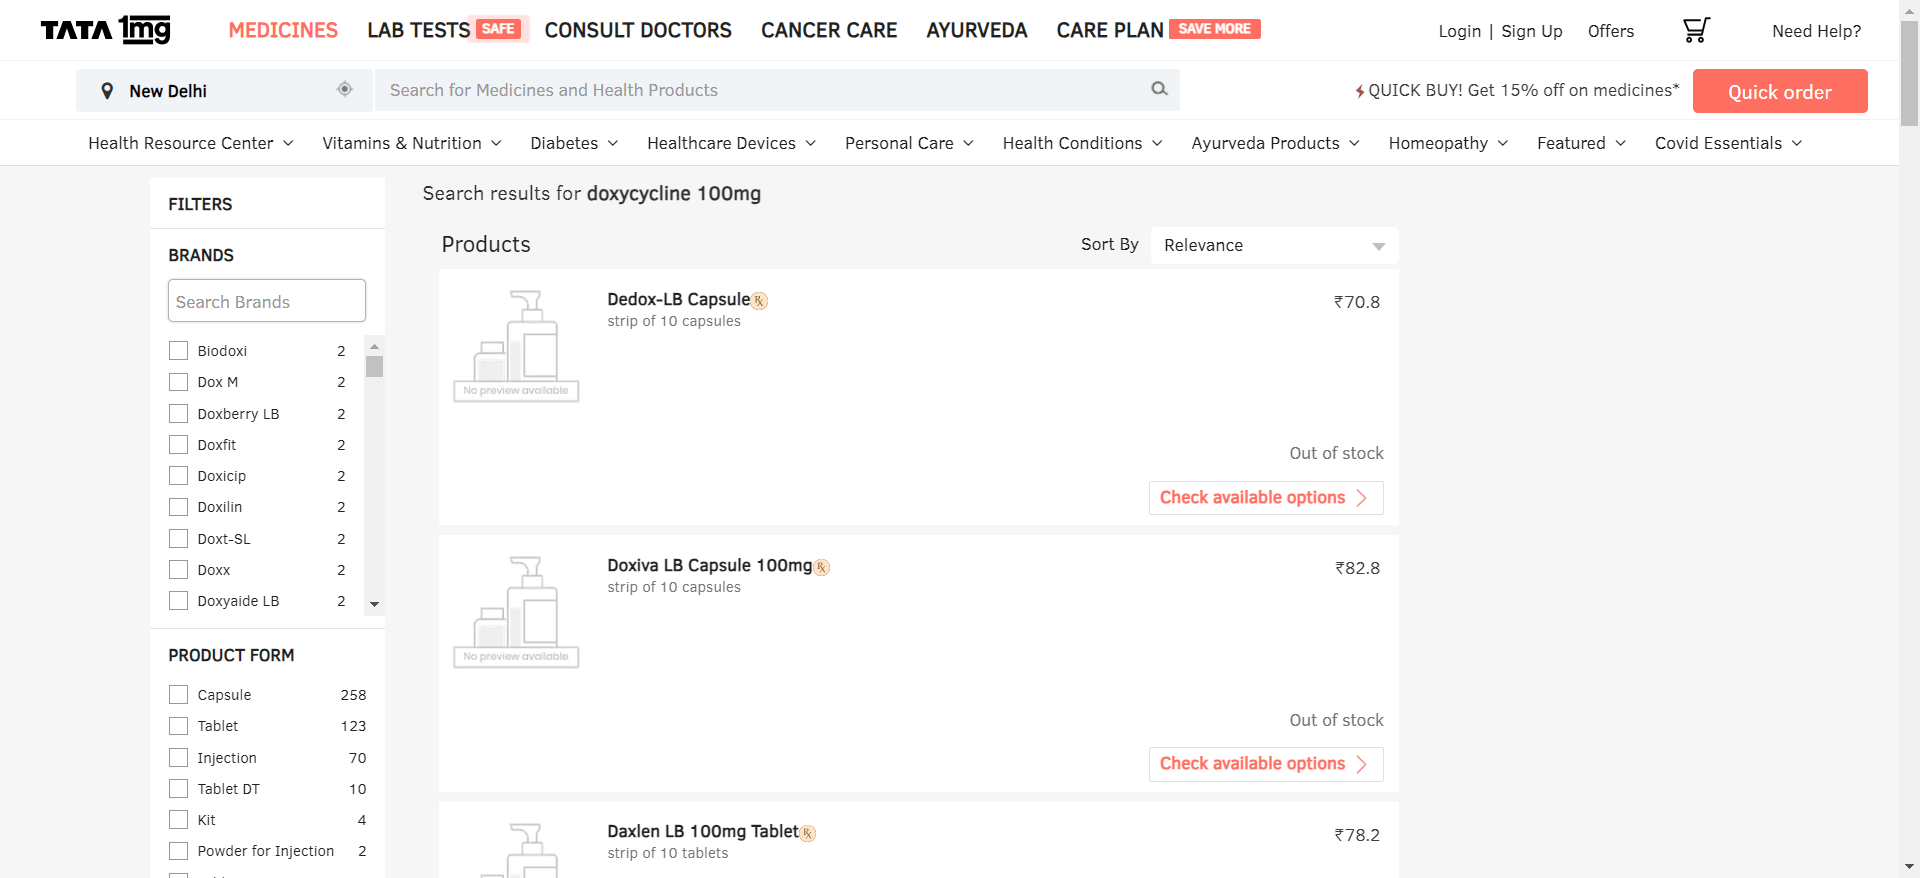 TATA 1mg
MEDICINES LAB TESTS SAFE CONSULT DOCTORS CANCER CARE AYURVEDA CARE PLAN SAVE MORE Login | Sign Up Offers Need Help?
New Delhi Search for Medicines and Health Products QUICK BUY! Get 15% off on medicines* Quick order
Health Resource Center Vitamins & Nutrition Diabetes Healthcare Devices Personal Care Health Conditions Ayurveda Products Homeopathy Featured Covid Essentials
FILTERS
BRANDS
Search Brands
Biodoxi 2
Dox M 2
Doxberry LB 2
Doxfit 2
Doxicip 2
Doxilin 2
Doxt-SL 2
Doxx 2
Doxyaide LB 2
PRODUCT FORM
Capsule 258
Tablet 123
Injection 70
Tablet DT 10
Kit 4
Powder for Injection 2
Search results for doxycycline 100mg
Products Sort By Relevance
No preview available
Dedox-LB Capsule ℞ ₹70.8
strip of 10 capsules
Out of stock
Check available options
No preview available
Doxiva LB Capsule 100mg ℞ ₹82.8
strip of 10 capsules
Out of stock
Check available options
Daxlen LB 100mg Tablet ℞ ₹78.2
strip of 10 tablets